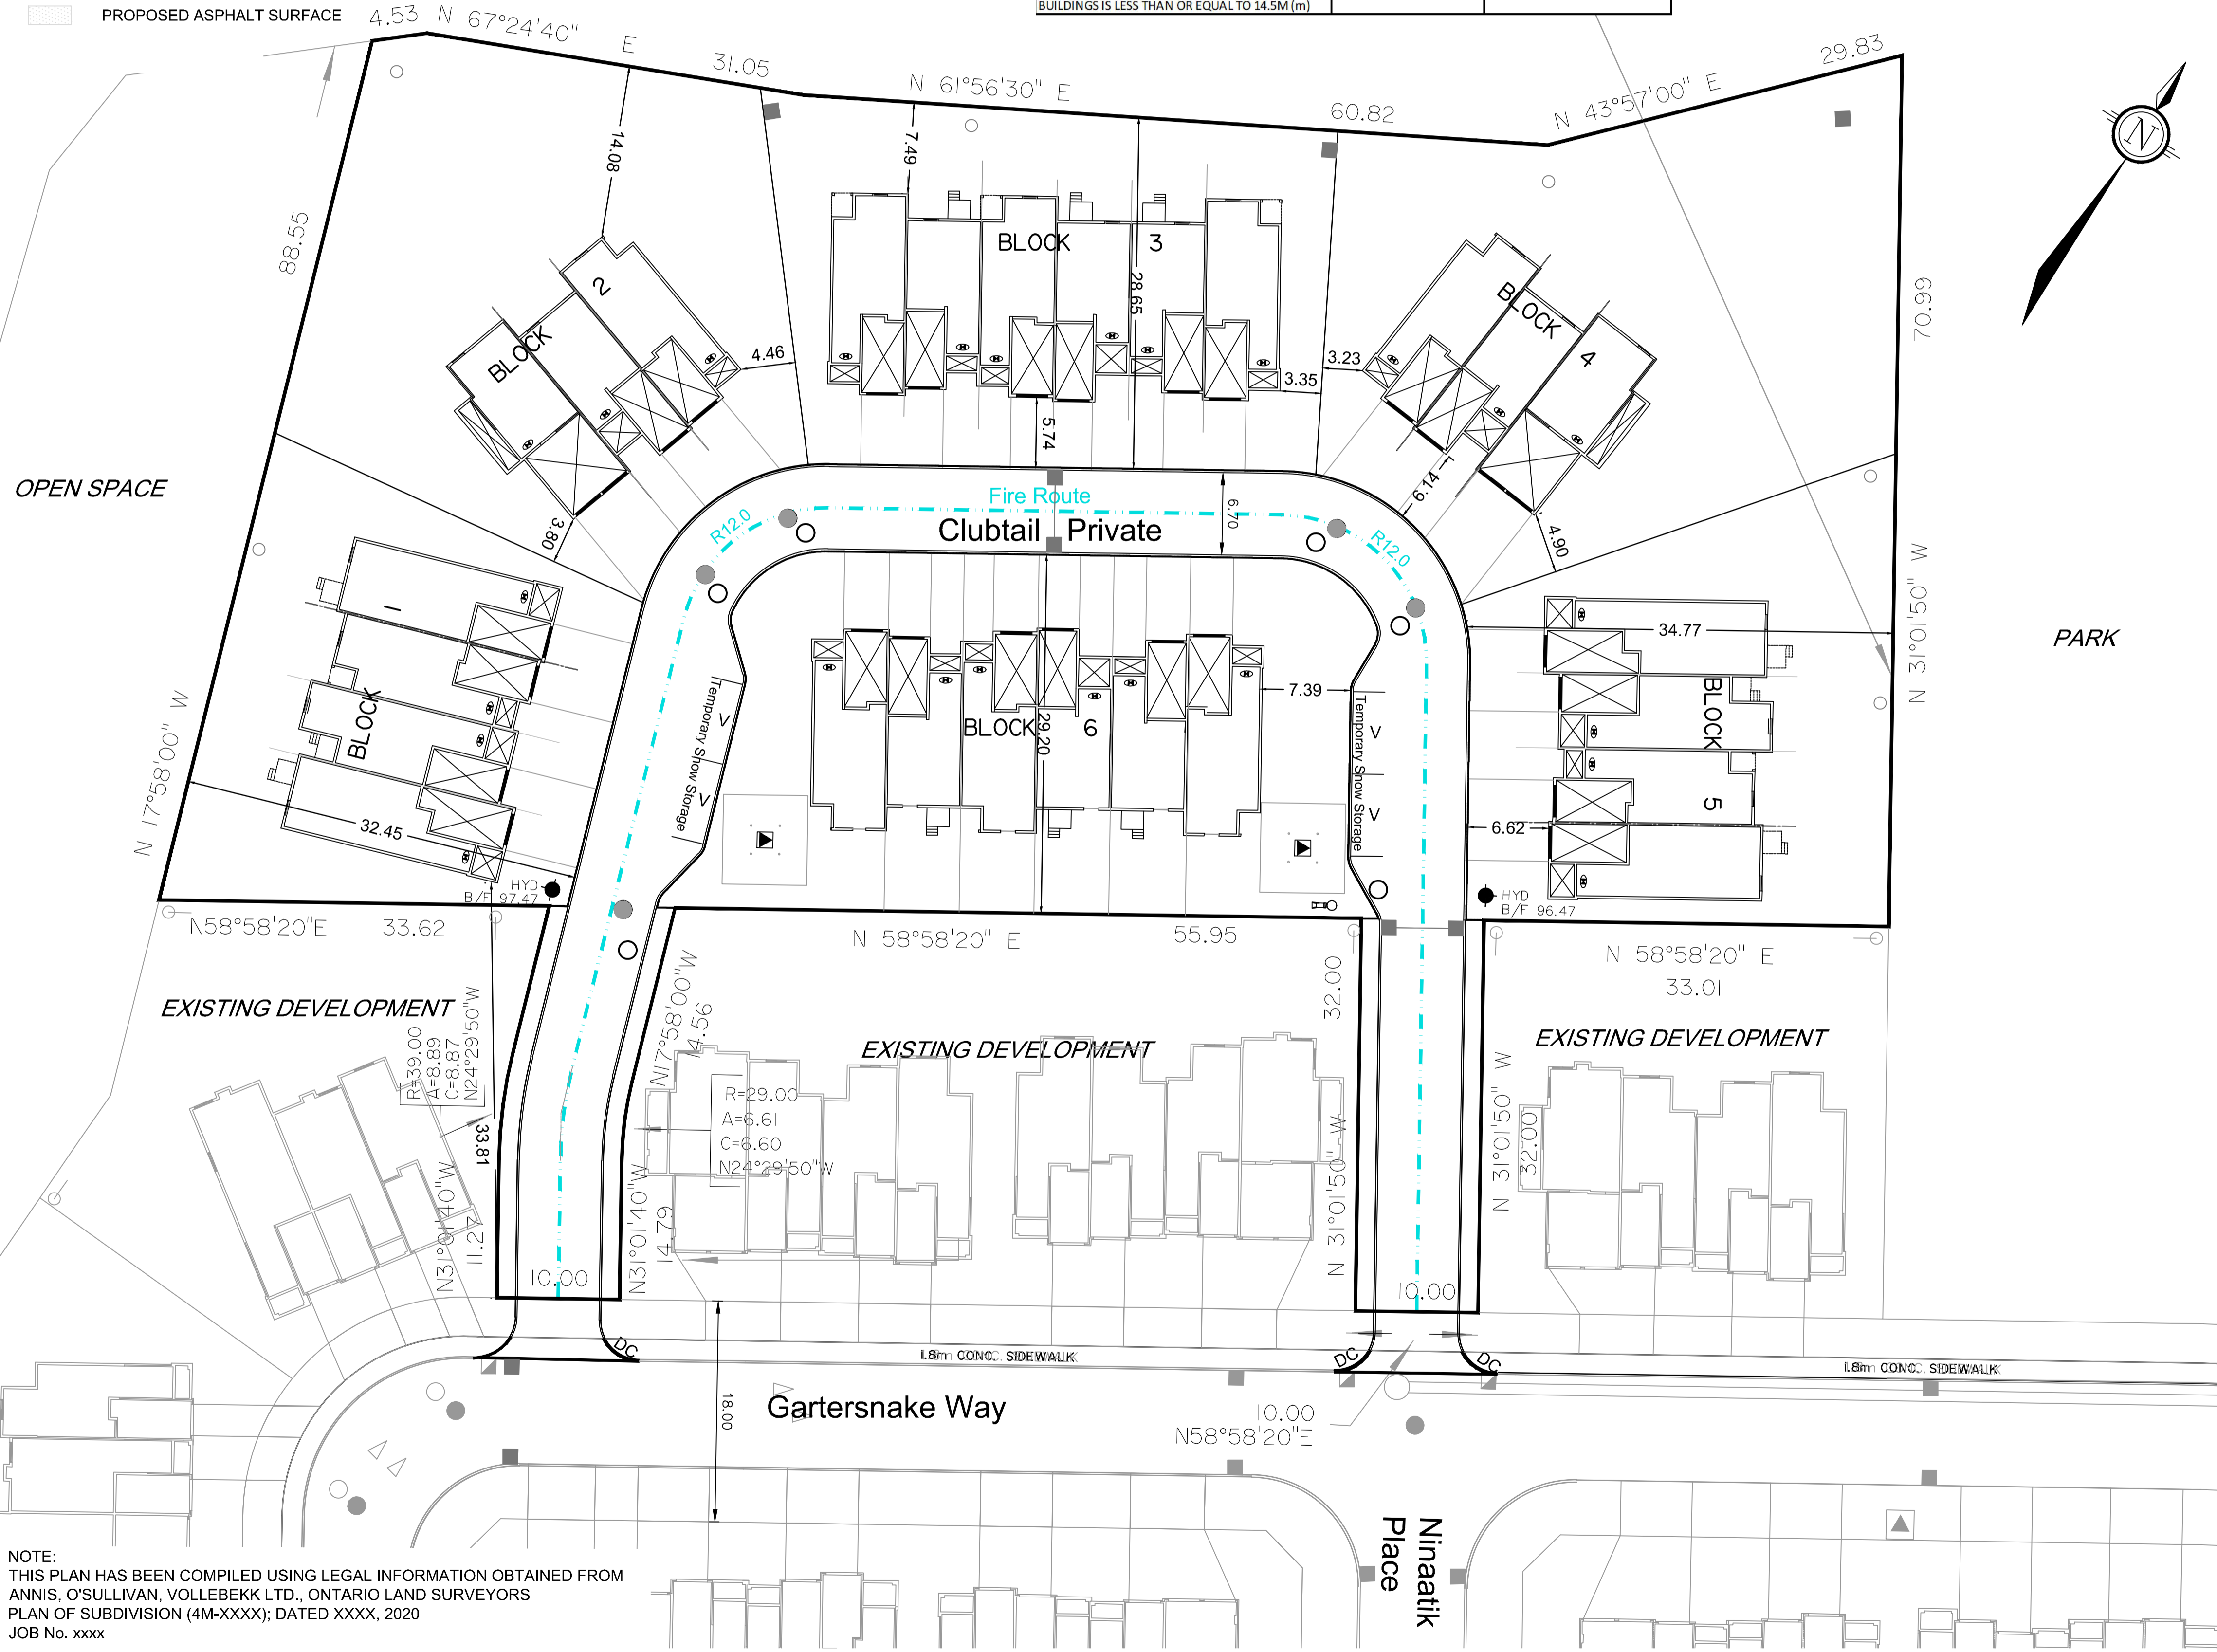 BUILDINGS IS LESS THAN OR EQUAL TO 14.5M (m)
PROPOSED ASPHALT SURFACE
4.53
N 67°24'40" E
31.05
N 61°56'30" E
60.82
N 43°57'00" E
29.83
N
14.08
7.49
88.55
BLOCK 3
28.65
2
BLOCK
BLOCK
4
70.99
4.46
3.23
3.35
5.74
OPEN SPACE
6.14
Fire Route
Clubtail Private
6.70
R12.0
R12.0
3.80
4.90
N 31°01'50" W
1
BLOCK
34.77
PARK
7.39
BLOCK 6
29.20
BLOCK
5
Temporary Snow Storage
V
V
Temporary Snow Storage
V
V
N 17°58'00" W
32.45
6.62
HYD
B/F 97.47
HYD
B/F 96.47
N58°58'20"E
33.62
N 58°58'20" E
55.95
N 58°58'20" E
33.01
EXISTING DEVELOPMENT
EXISTING DEVELOPMENT
EXISTING DEVELOPMENT
R=39.00
A=8.89
C=8.87
N24°29'50"W
N17°58'00"W
14.56
32.00
R=29.00
A=6.61
C=6.60
N24°29'50"W
33.81
N31°01'40"W
11.27
N31°01'40"W
14.79
N 31°01'50" W
N 31°01'50" W
32.00
10.00
10.00
DC
DC
DC
1.8m CONC. SIDEWALK
1.8m CONC. SIDEWALK
18.00
Gartersnake Way
10.00
N58°58'20"E
Ninaatik
Place
NOTE:
THIS PLAN HAS BEEN COMPILED USING LEGAL INFORMATION OBTAINED FROM
ANNIS, O'SULLIVAN, VOLLEBEKK LTD., ONTARIO LAND SURVEYORS
PLAN OF SUBDIVISION (4M-XXXX); DATED XXXX, 2020
JOB No. xxxx